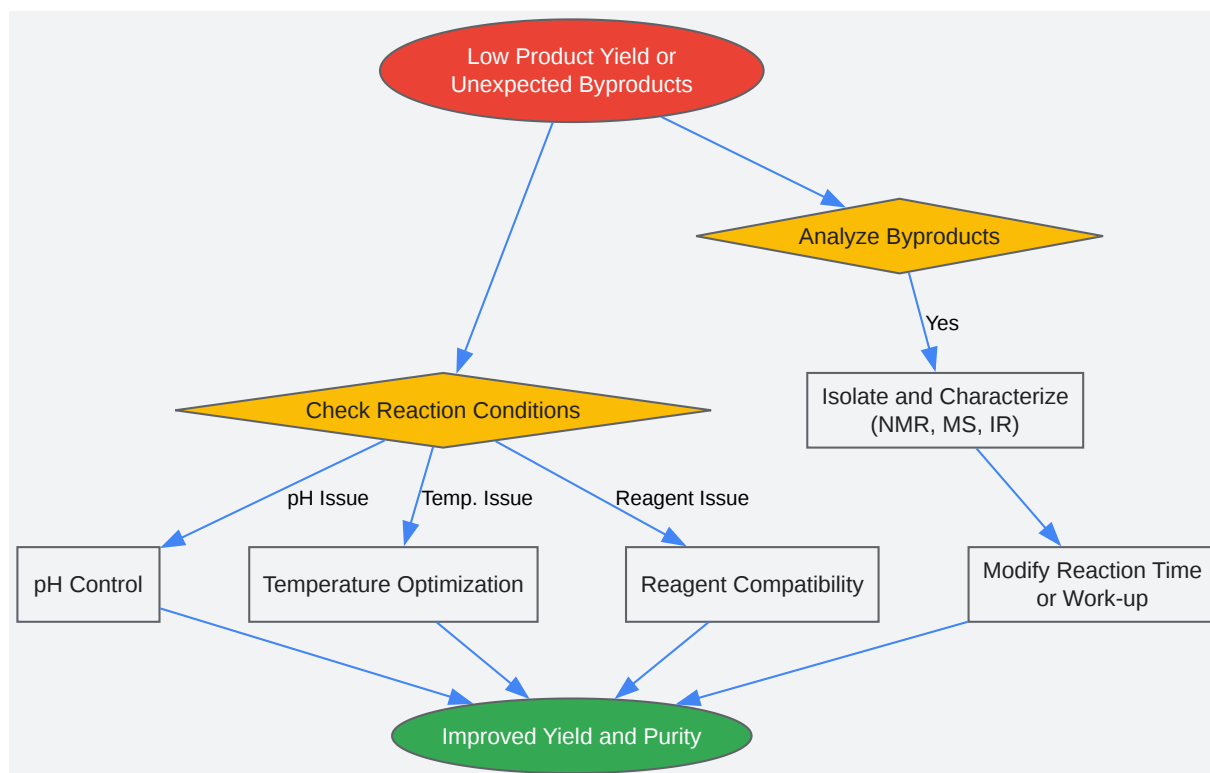 Low Product Yield or
Unexpected Byproducts
Analyze Byproducts
Yes
Isolate and Characterize
(NMR, MS, IR)
Check Reaction Conditions
pH Issue
Temp. Issue
Reagent Issue
pH Control
Temperature Optimization
Reagent Compatibility
Modify Reaction Time
or Work-up
Improved Yield and Purity